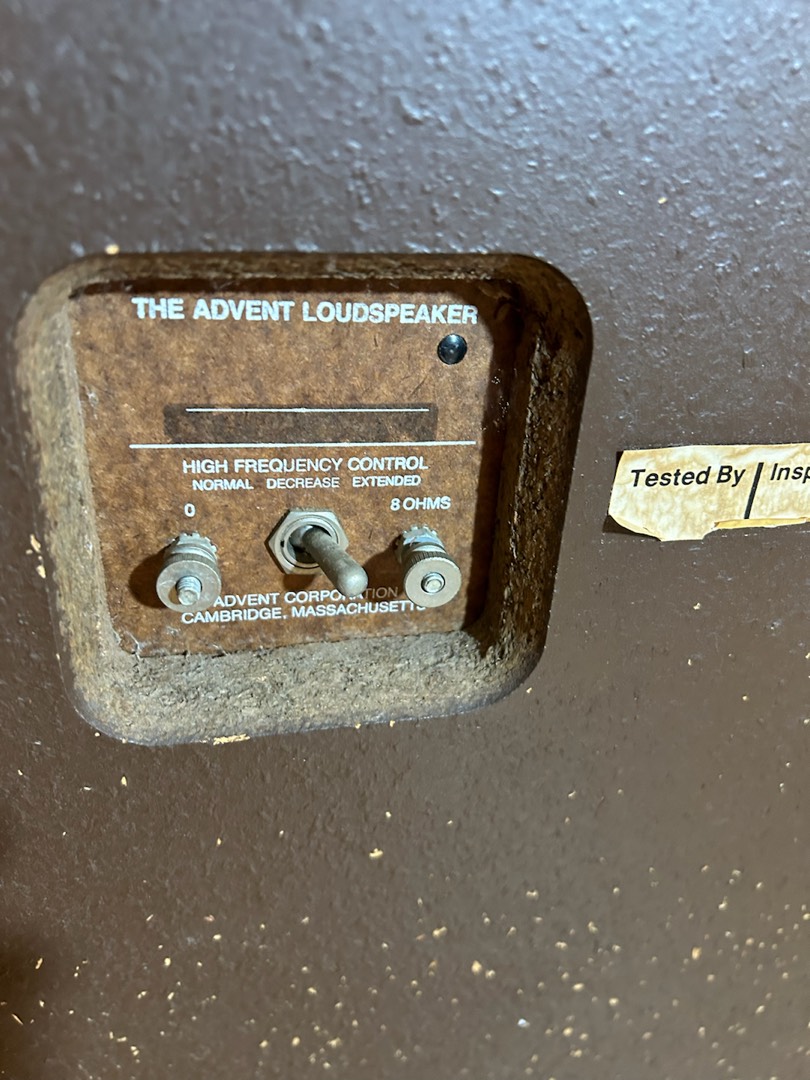 THE ADVENT LOUDSPEAKER
HIGH FREQUENCY CONTROL
NORMAL DECREASE EXTENDED
0 8 OHMS
ADVENT CORPORATION
CAMBRIDGE, MASSACHUSETTS
Tested By Insp